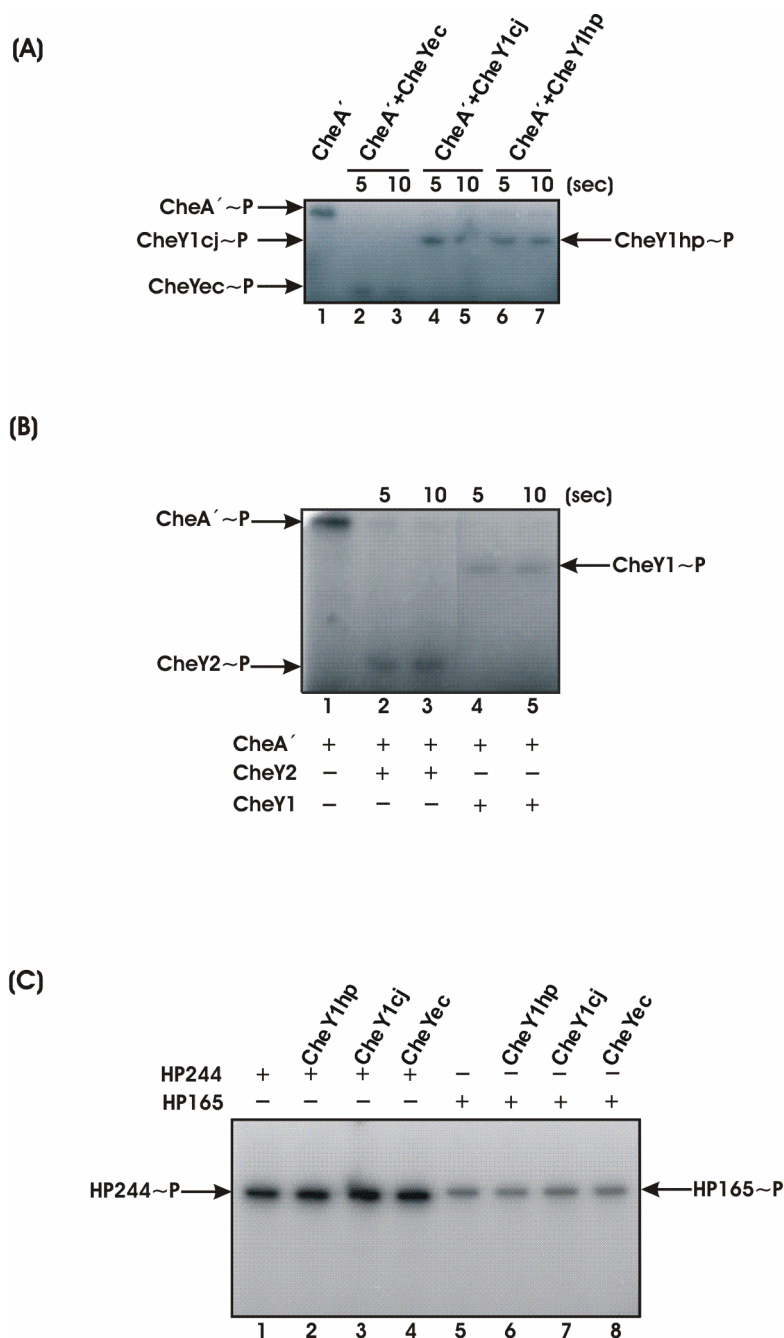 (A)
CheA´
CheA´+CheYec
CheA´+CheY1cj
CheA´+CheY1hp
5 10 5 10 5 10 (sec)
CheA´~P
CheY1cj~P
CheY1hp~P
CheYec~P
1 2 3 4 5 6 7
(B)
5 10 5 10 (sec)
CheA´~P
CheY1~P
CheY2~P
1 2 3 4 5
CheA´ + + + + +
CheY2 – + + – –
CheY1 – – – + +
(C)
CheY1hp CheY1cj CheYec CheY1hp CheY1cj CheYec
HP244 + + + + – – – –
HP165 – – – – + + + +
HP244~P HP165~P
1 2 3 4 5 6 7 8